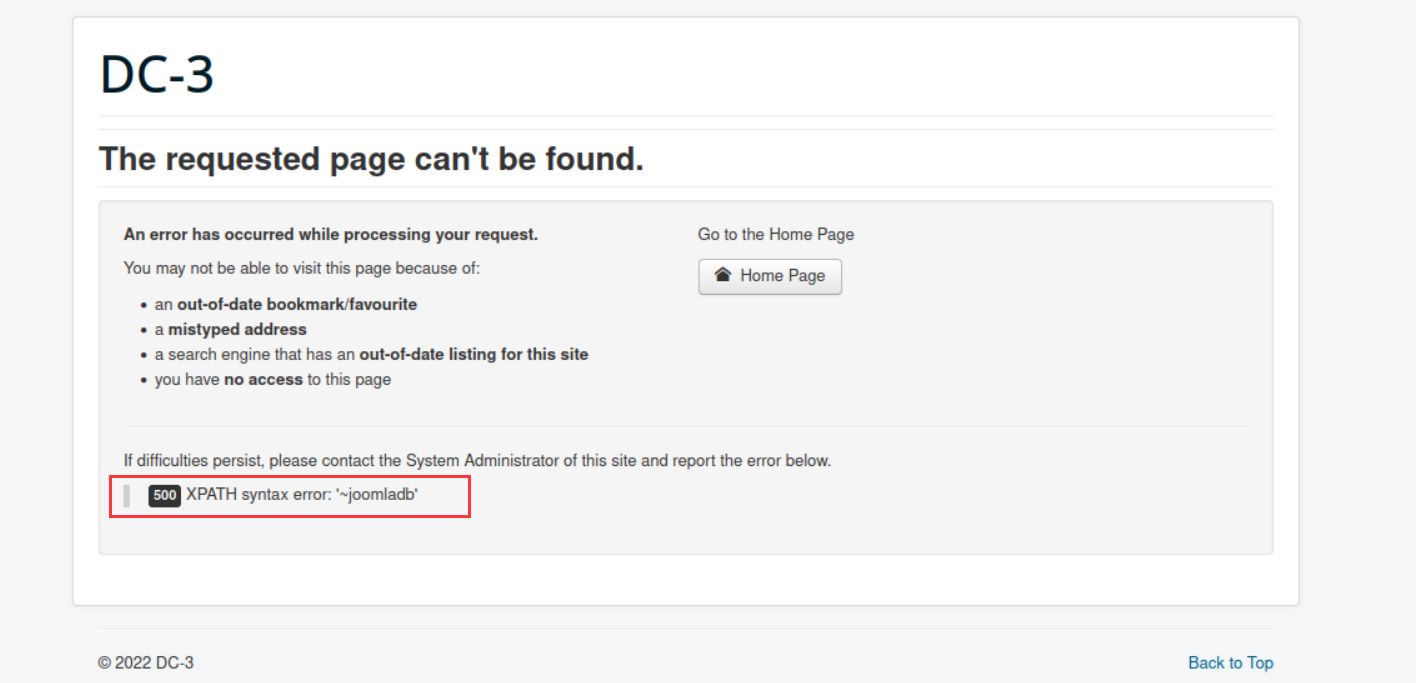 DC-3
The requested page can't be found.
An error has occurred while processing your request.
You may not be able to visit this page because of:
• an out-of-date bookmark/favourite
• a mistyped address
• a search engine that has an out-of-date listing for this site
• you have no access to this page
Go to the Home Page
Home Page
If difficulties persist, please contact the System Administrator of this site and report the error below.
500 XPATH syntax error: '~joomladb'
© 2022 DC-3
Back to Top